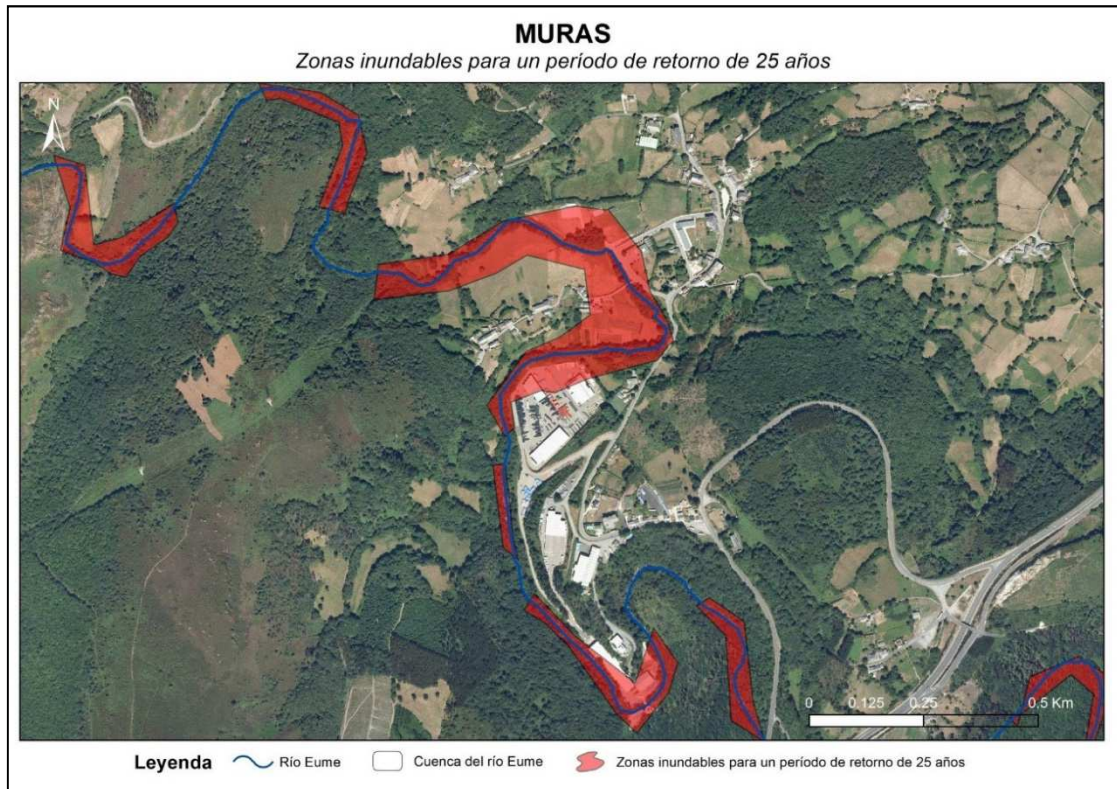 MURAS
Zonas inundables para un período de retorno de 25 años
N
0 0.125 0.25 0.5 Km
Leyenda Río Eume Cuenca del río Eume Zonas inundables para un período de retorno de 25 años